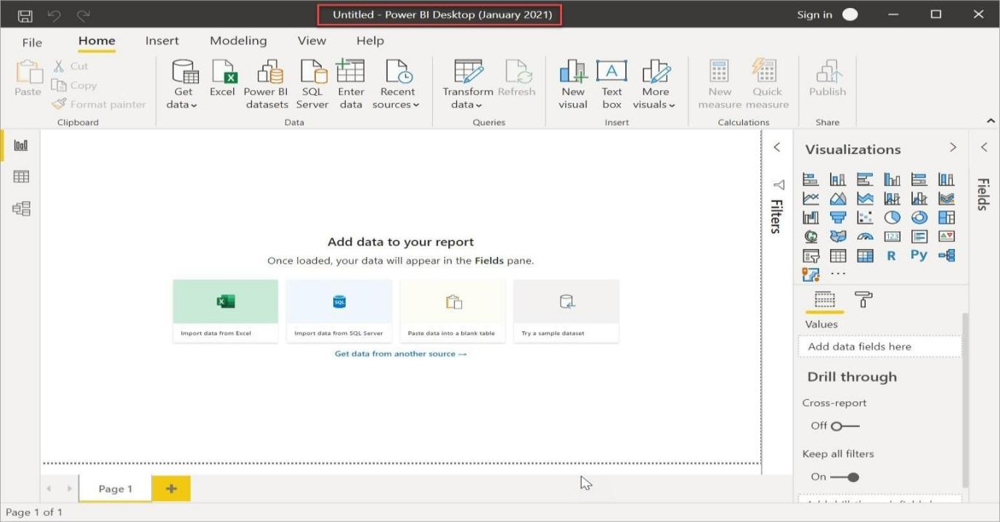 Untitled - Power BI Desktop (January 2021)
Sign in
File Home Insert Modeling View Help
Paste
Cut
Copy
Format painter
Clipboard
Get data
Excel
Power BI datasets
SQL Server
Enter data
Recent sources
Data
Transform data
Refresh
Queries
New visual
Text box
More visuals
Insert
New measure
Quick measure
Calculations
Publish
Share
Add data to your report
Once loaded, your data will appear in the Fields pane.
X
Import data from Excel
SQL
Import data from SQL Server
Paste data into a blank table
Try a sample dataset
Get data from another source →
Filters
Visualizations
123
R
Py
Values
Add data fields here
Drill through
Cross-report
Off
Keep all filters
On
Fields
Page 1
Page 1 of 1